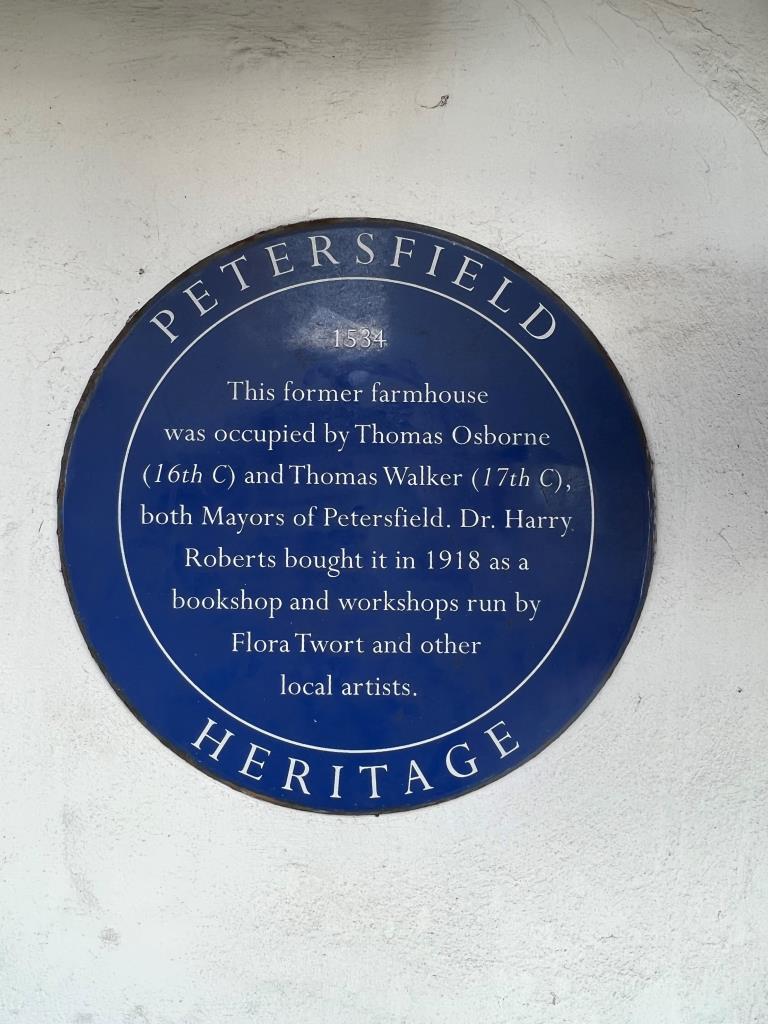 PETERSFIELD
1534
This former farmhouse
was occupied by Thomas Osborne
(16th C) and Thomas Walker (17th C),
both Mayors of Petersfield. Dr. Harry
Roberts bought it in 1918 as a
bookshop and workshops run by
Flora Twort and other
local artists.
HERITAGE